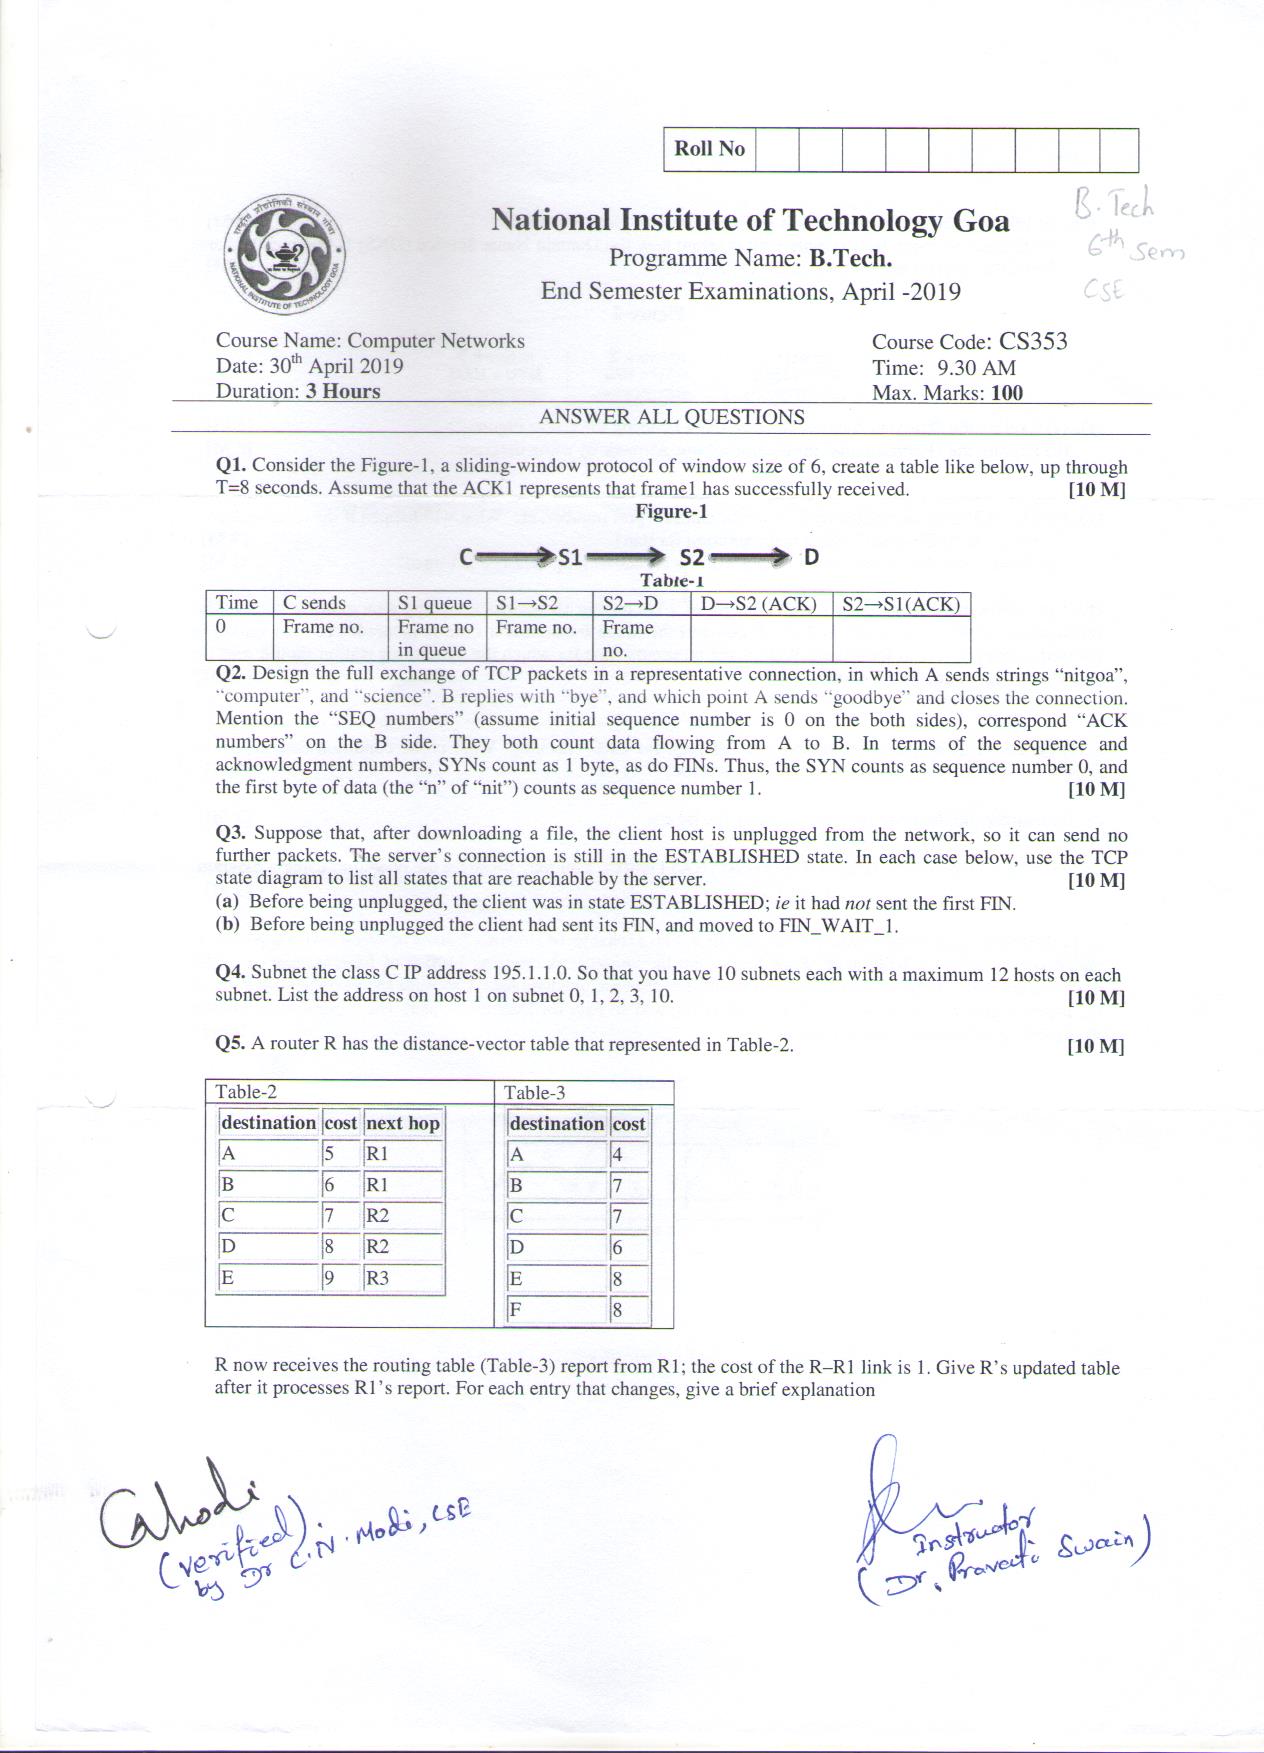 Roll No
राष्ट्रीय प्रौद्योगिकी संस्थान गोवा
NATIONAL INSTITUTE OF TECHNOLOGY GOA
National Institute of Technology Goa
B.Tech
Programme Name: B.Tech.
6th sem
End Semester Examinations, April -2019
CSE
Course Name: Computer Networks
Course Code: CS353
Date: 30th April 2019
Time: 9.30 AM
Duration: 3 Hours
Max. Marks: 100
ANSWER ALL QUESTIONS
Q1. Consider the Figure-1, a sliding-window protocol of window size of 6, create a table like below, up through
T=8 seconds. Assume that the ACK1 represents that frame1 has successfully received. [10 M]
Figure-1
C S1 S2 D
Table-1
Time C sends S1 queue S1→S2 S2→D D→S2 (ACK) S2→S1(ACK)
0 Frame no. Frame no Frame no. Frame
in queue no.
Q2. Design the full exchange of TCP packets in a representative connection, in which A sends strings “nitgoa”,
“computer”, and “science”. B replies with “bye”, and which point A sends “goodbye” and closes the connection.
Mention the “SEQ numbers” (assume initial sequence number is 0 on the both sides), correspond “ACK
numbers” on the B side. They both count data flowing from A to B. In terms of the sequence and
acknowledgment numbers, SYNs count as 1 byte, as do FINs. Thus, the SYN counts as sequence number 0, and
the first byte of data (the “n” of “nit”) counts as sequence number 1. [10 M]
Q3. Suppose that, after downloading a file, the client host is unplugged from the network, so it can send no
further packets. The server’s connection is still in the ESTABLISHED state. In each case below, use the TCP
state diagram to list all states that are reachable by the server. [10 M]
(a) Before being unplugged, the client was in state ESTABLISHED; ie it had not sent the first FIN.
(b) Before being unplugged the client had sent its FIN, and moved to FIN_WAIT_1.
Q4. Subnet the class C IP address 195.1.1.0. So that you have 10 subnets each with a maximum 12 hosts on each
subnet. List the address on host 1 on subnet 0, 1, 2, 3, 10. [10 M]
Q5. A router R has the distance-vector table that represented in Table-2. [10 M]
Table-2
destination cost next hop
A 5 R1
B 6 R1
C 7 R2
D 8 R2
E 9 R3
Table-3
destination cost
A 4
B 7
C 7
D 6
E 8
F 8
R now receives the routing table (Table-3) report from R1; the cost of the R–R1 link is 1. Give R’s updated table
after it processes R1’s report. For each entry that changes, give a brief explanation
(verified)
by Dr C.N. Modi, CSE
Instructor
(Dr. Pravati Swain)